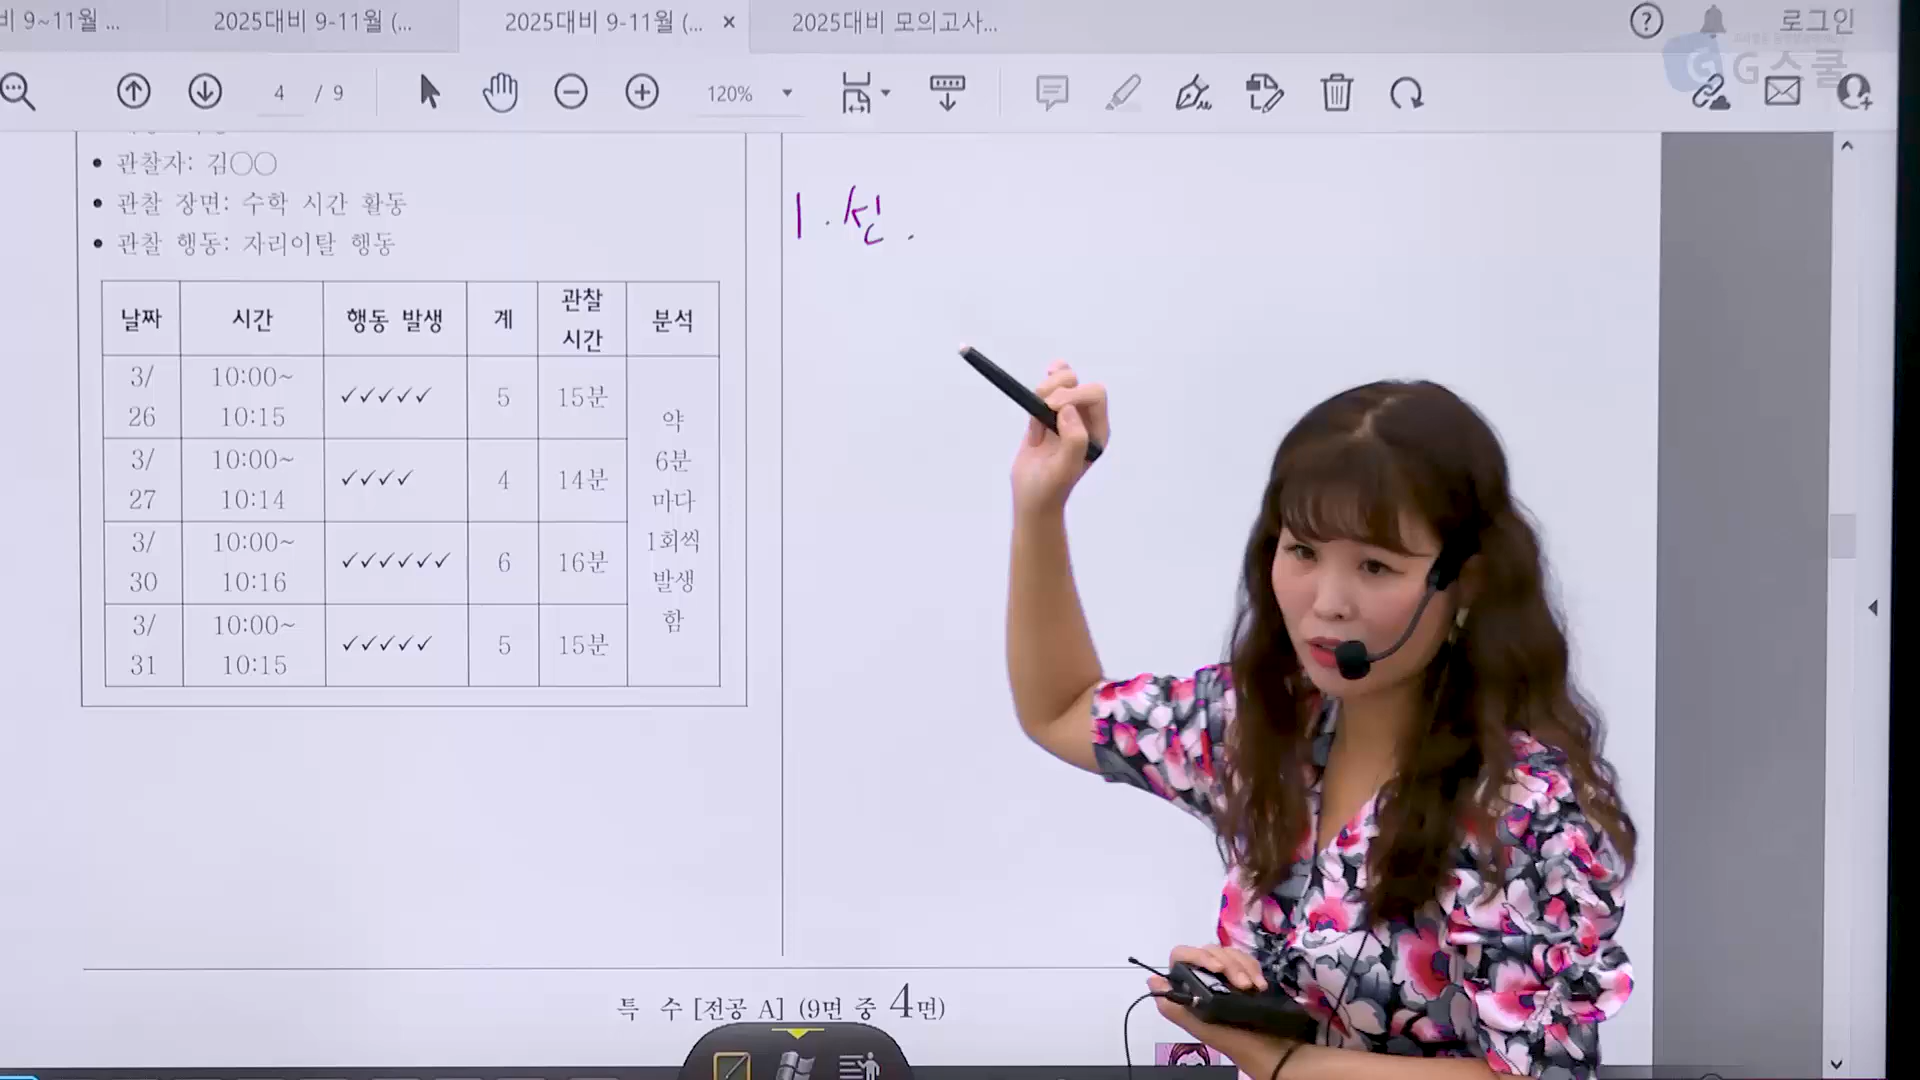 비 9~11월 ...
2025대비 9-11월 (...
2025대비 9-11월 (... ×
2025대비 모의고사...
로그인
G스쿨
4 / 9
120%
• 관찰자: 김○○
• 관찰 장면: 수학 시간 활동
• 관찰 행동: 자리이탈 행동
날짜 시간 행동 발생 계 관찰 시간 분석
3/26 10:00~10:15 ✓✓✓✓✓ 5 15분
3/27 10:00~10:14 ✓✓✓✓ 4 14분
3/30 10:00~10:16 ✓✓✓✓✓✓ 6 16분
3/31 10:00~10:15 ✓✓✓✓✓ 5 15분
약
6분
마다
1회씩
발생
함
1. 신.
특 수 [전공 A] (9면 중 4면)